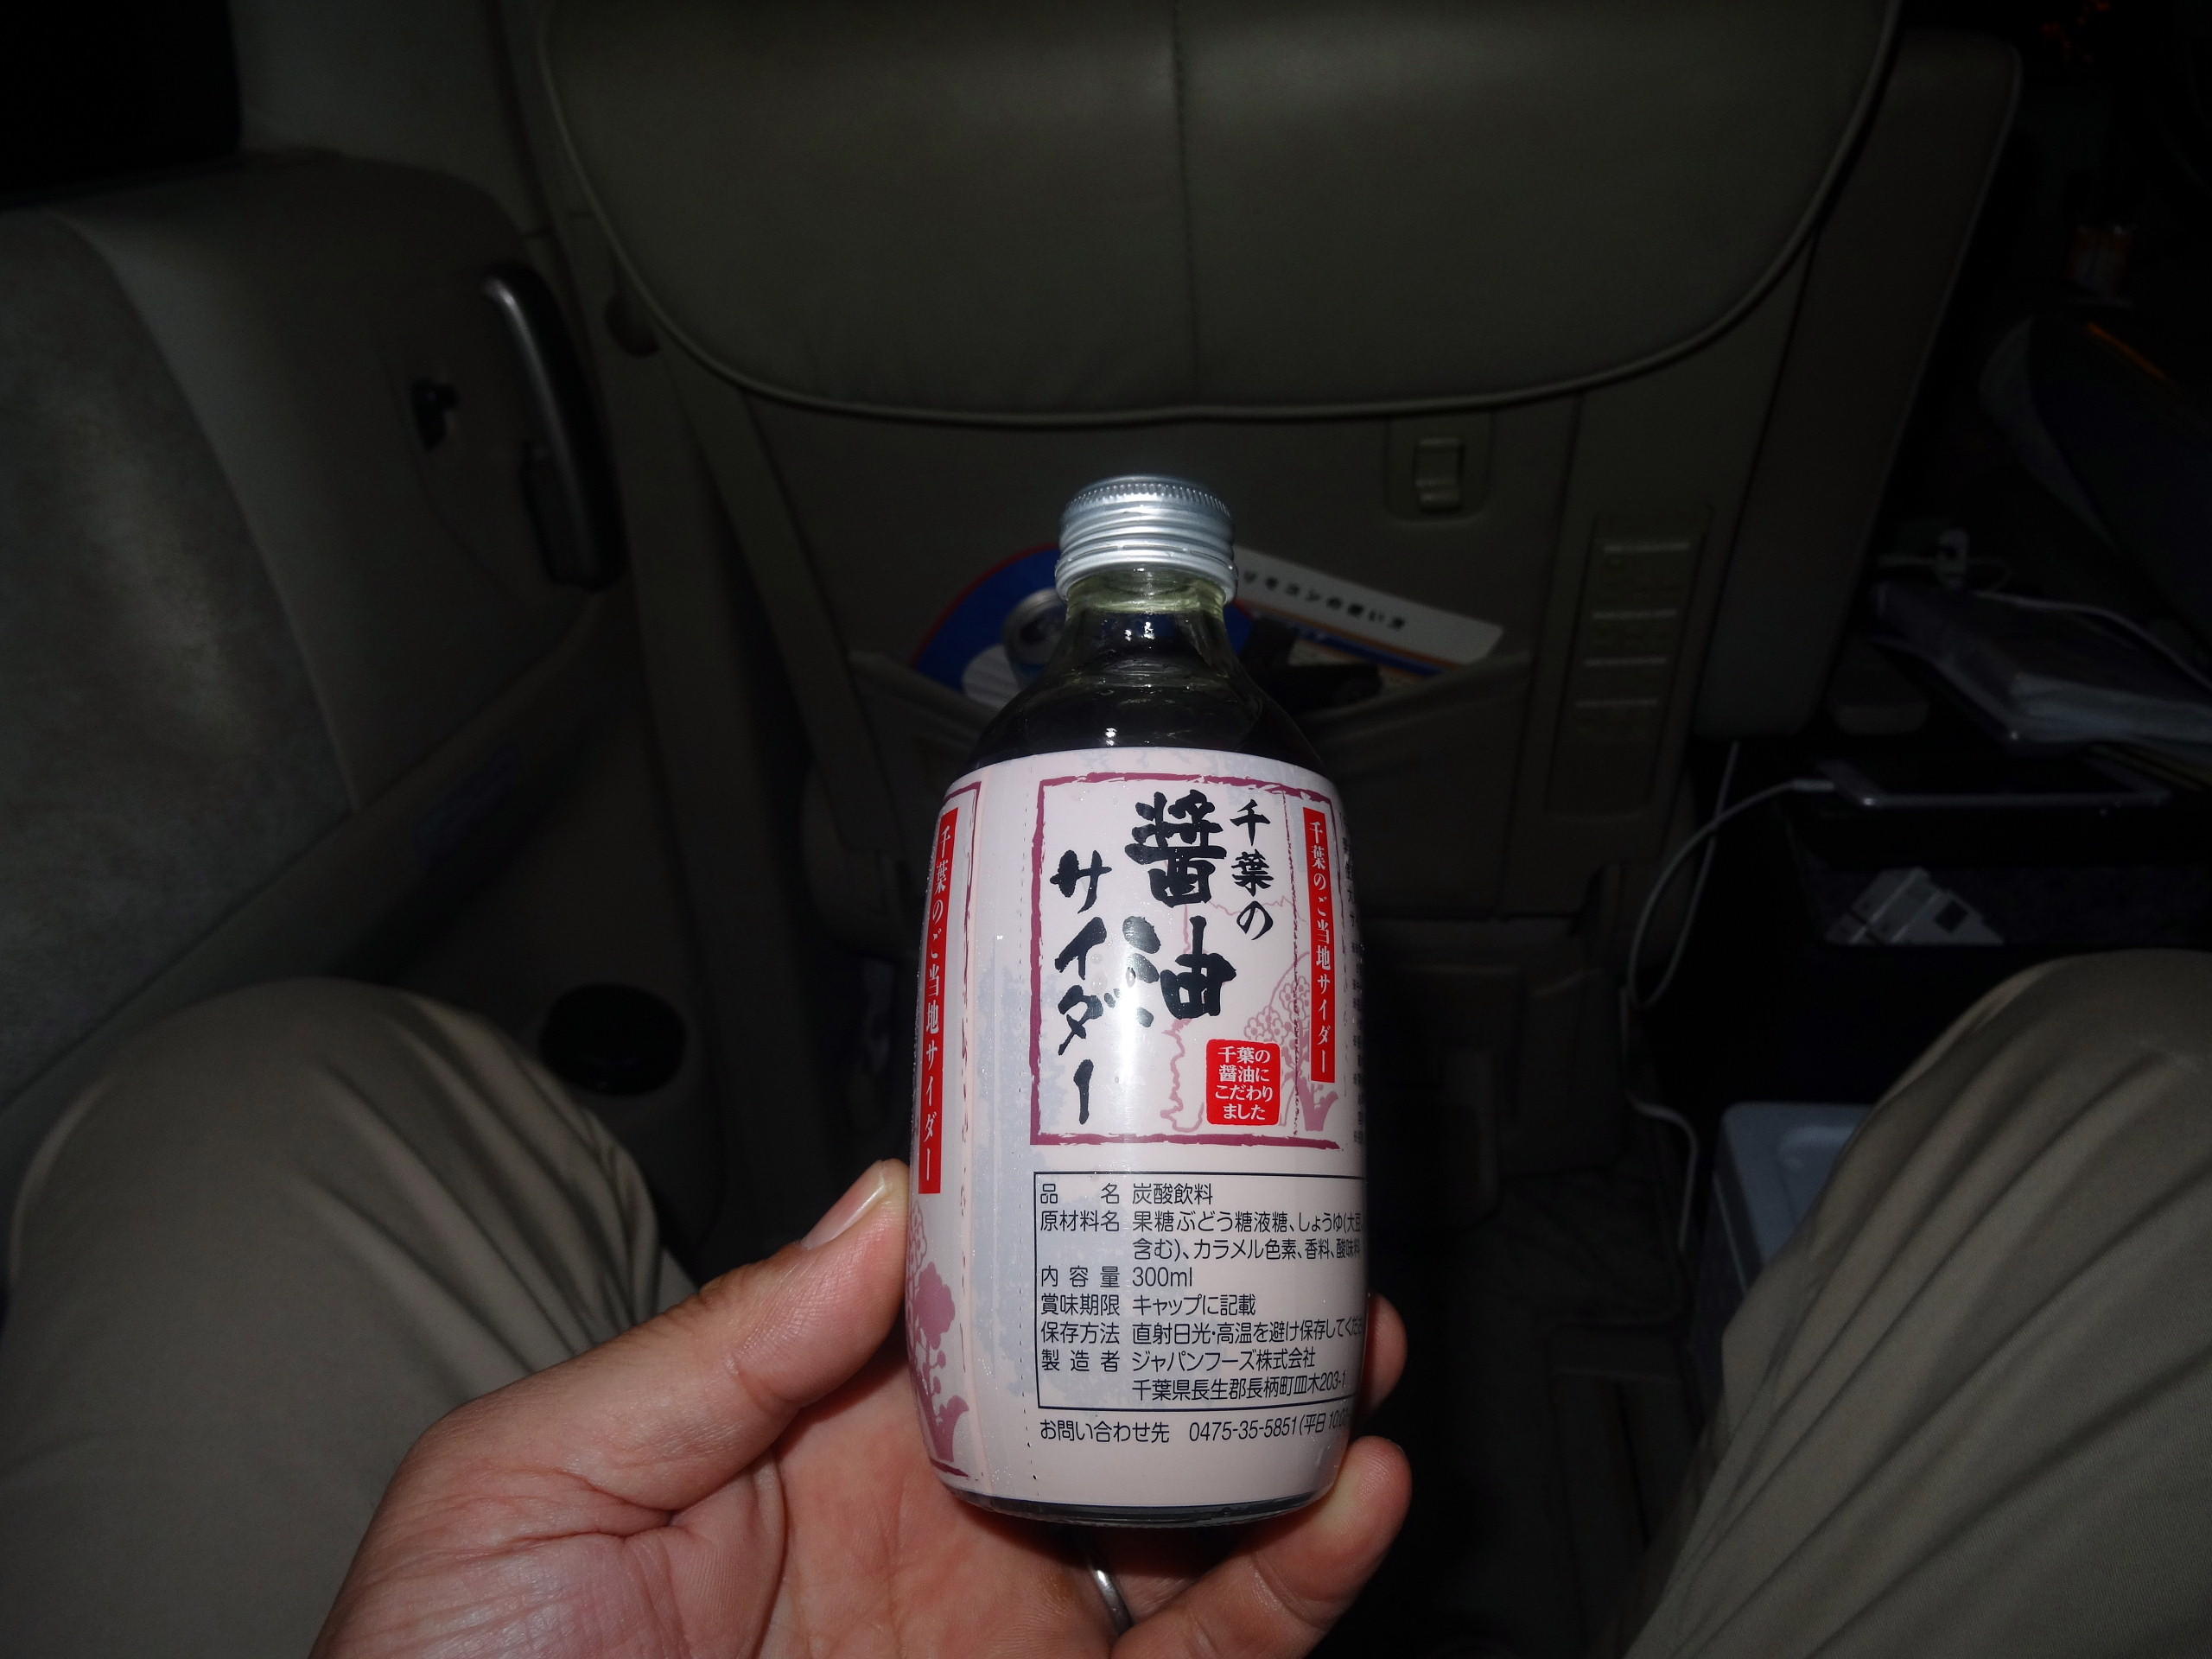 千葉の
醤油
サイダー
千葉のご当地サイダー
千葉の
醤油に
こだわり
ました
千葉のご当地サイダー
品名 炭酸飲料
原材料名 果糖ぶどう糖液糖、しょうゆ(大豆
含む)、カラメル色素、香料、酸味料
内容量 300ml
賞味期限 キャップに記載
保存方法 直射日光・高温を避け保存してくださ
製造者 ジャパンフーズ株式会社
千葉県長生郡長柄町皿木203-1
お問い合わせ先 0475-35-5851(平日